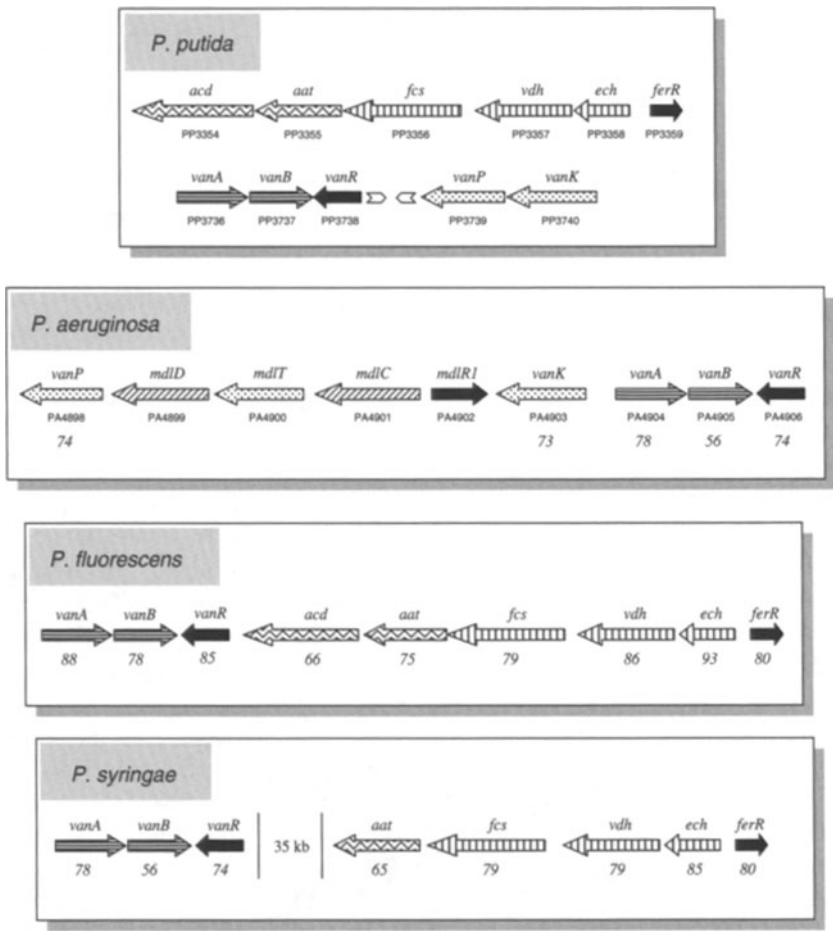 P. putida
acd aat fcs vdh ech ferR
PP3354 PP3355 PP3356 PP3357 PP3358 PP3359
vanA vanB vanR vanP vanK
PP3736 PP3737 PP3738 PP3739 PP3740
P. aeruginosa
vanP mdlD mdlT mdlC mdlR1 vanK vanA vanB vanR
PA4898 PA4899 PA4900 PA4901 PA4902 PA4903 PA4904 PA4905 PA4906
74 73 78 56 74
P. fluorescens
vanA vanB vanR acd aat fcs vdh ech ferR
88 78 85 66 75 79 86 93 80
P. syringae
vanA vanB vanR 35 kb aat fcs vdh ech ferR
78 56 74 65 79 79 85 80